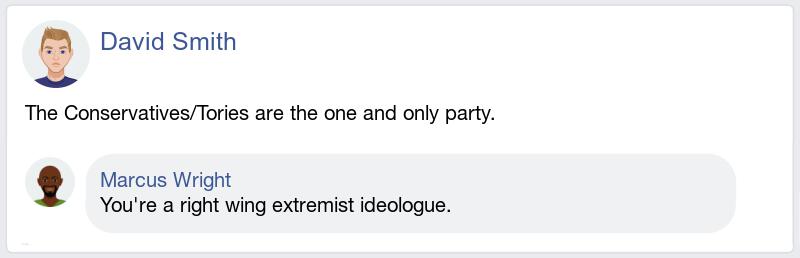 David Smith
The Conservatives/Tories are the one and only party.
Marcus Wright
You're a right wing extremist ideologue.